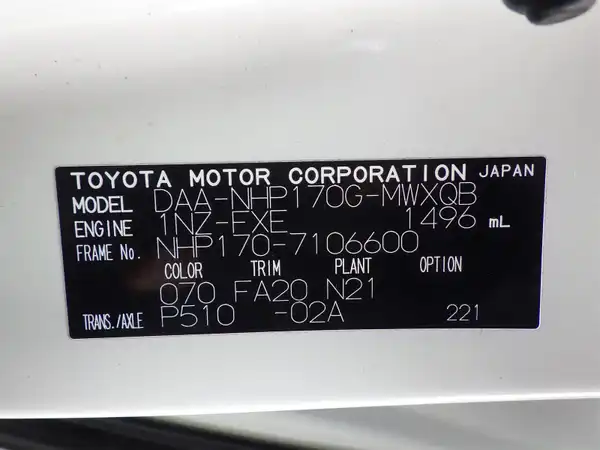 TOYOTA MOTOR CORPORATION JAPAN
MODEL DAA-NHP170G-MWXQB
ENGINE 1NZ-FXE 1496 mL
FRAME No. NHP170-7106600
COLOR TRIM PLANT OPTION
070 FA20 N21
TRANS./AXLE P510 -02A 221